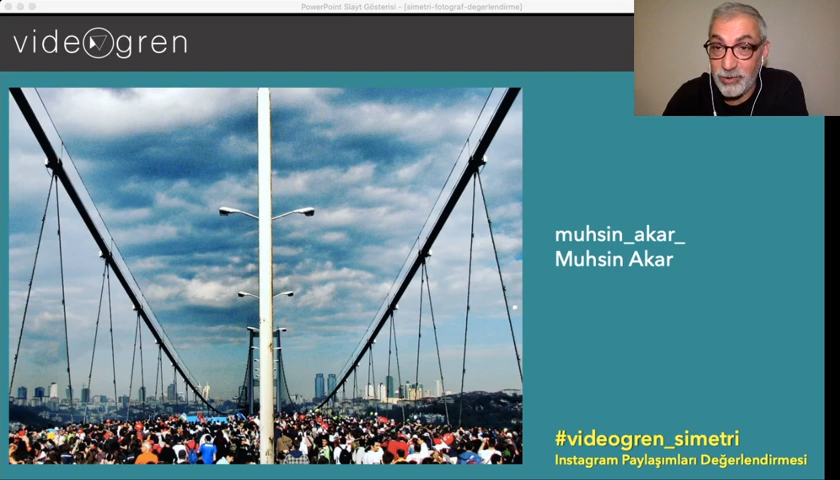 PowerPoint Slayt Gösterisi - [simetri-fotograf-degerlendirme]
videogren
muhsin_akar_
Muhsin Akar
#videogren_simetri
Instagram Paylaşımları Değerlendirmesi